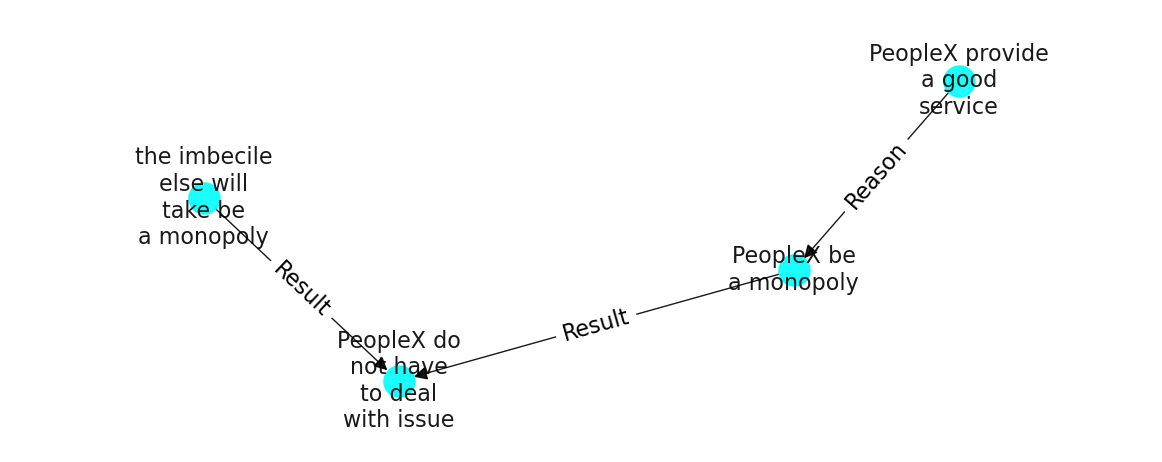 PeopleX provide
a good
service
Reason
the imbecile
else will
take be
a monopoly
Result
PeopleX be
a monopoly
Result
PeopleX do
not have
to deal
with issue